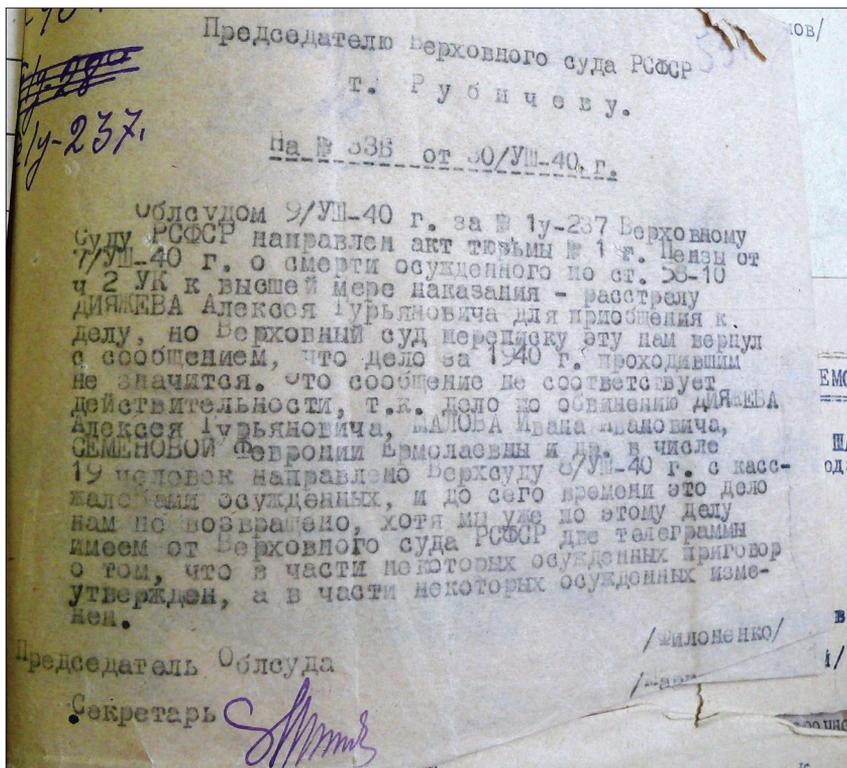 Председателю Верховного суда РСФСР
т. Рубичеву.
1у-237.
На № 336 от 30/УШ-40 г.
Облсудом 9/УШ-40 г. за № 1у-237 Верховному
Суду РСФСР направлен акт тюрьмы № 1 г. Пензы от
7/УШ-40 г. о смерти осужденного по ст. 58-10
ч 2 УК к высшей мере наказания - расстрелу
ДИЯЖЕВА Алексея Гурьяновича для приобщения к
делу, но Верховный суд переписку эту нам вернул
с сообщением, что дело за 1940 г. проходившим
не значится. Это сообщение не соответствует
действительности, т.к. дело по обвинению ДИЯЖЕВА
Алексея Гурьяновича, МАЛОВА Ивана Ивановича,
СЕМЕНОВОЙ Февронии Ермолаевны и др. в числе
19 человек направлено Верхсуду 8/УШ-40 г. с касс-
жалобами осужденных, и до сего времени это дело
нам не возвращено, хотя мы уже по этому делу
имеем от Верховного суда РСФСР две телеграммы
о том, что в части некоторых осужденных приговор
утвержден, а в части некоторых осужденных изме-
нен.
Председатель Облсуда /Филоненко/
Секретарь